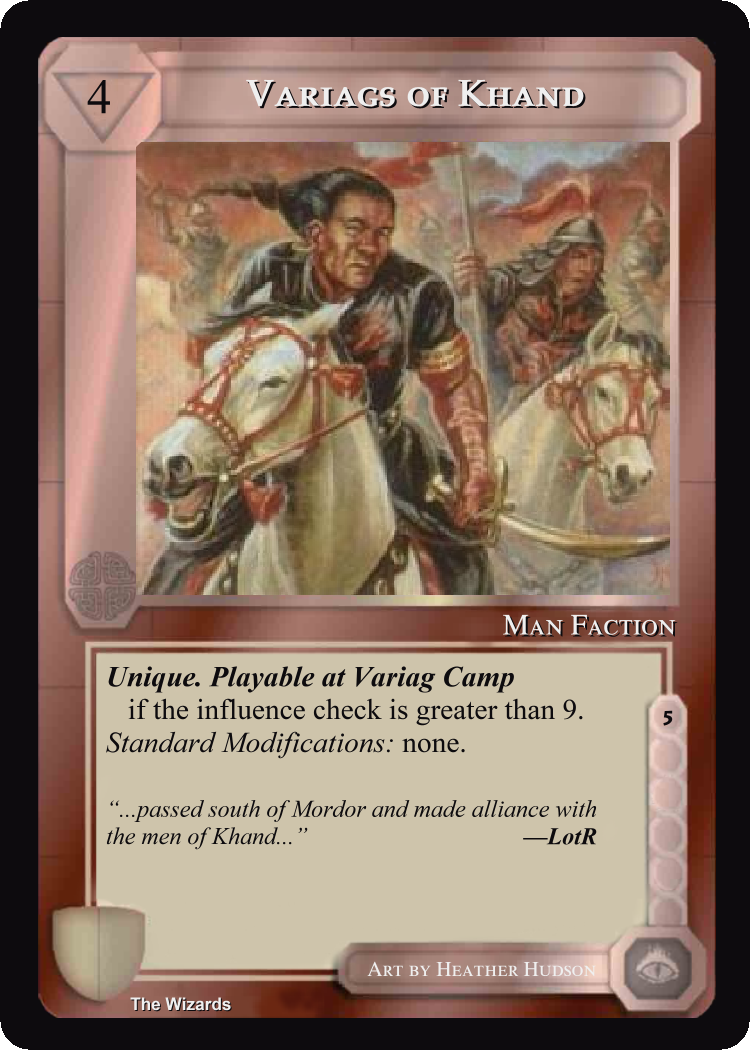 4
Variags of Khand
Man Faction
Unique. Playable at Variag Camp
if the influence check is greater than 9.
Standard Modifications: none.
5
“...passed south of Mordor and made alliance with
the men of Khand...” —LotR
Art by Heather Hudson
The Wizards